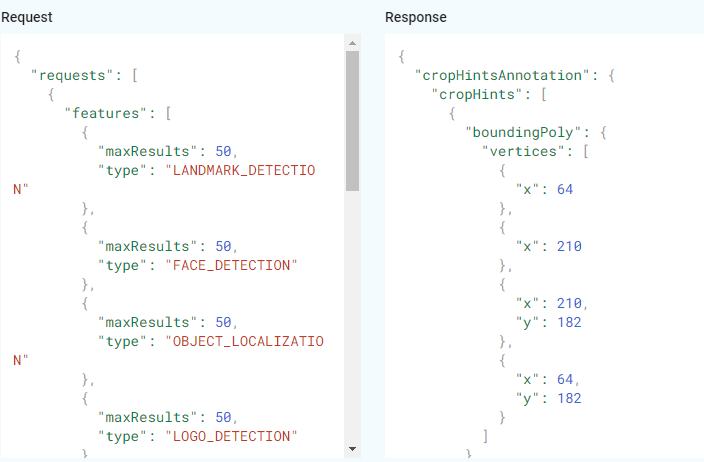 Request
{
"requests": [
{
"features": [
{
"maxResults": 50,
"type": "LANDMARK_DETECTIO
N"
},
{
"maxResults": 50,
"type": "FACE_DETECTION"
},
{
"maxResults": 50,
"type": "OBJECT_LOCALIZATIO
N"
},
{
"maxResults": 50,
"type": "LOGO_DETECTION"
}
Response
{
"cropHintsAnnotation": {
"cropHints": [
{
"boundingPoly": {
"vertices": [
{
"x": 64
},
{
"x": 210
},
{
"x": 210,
"y": 182
},
{
"x": 64,
"y": 182
}
]
}